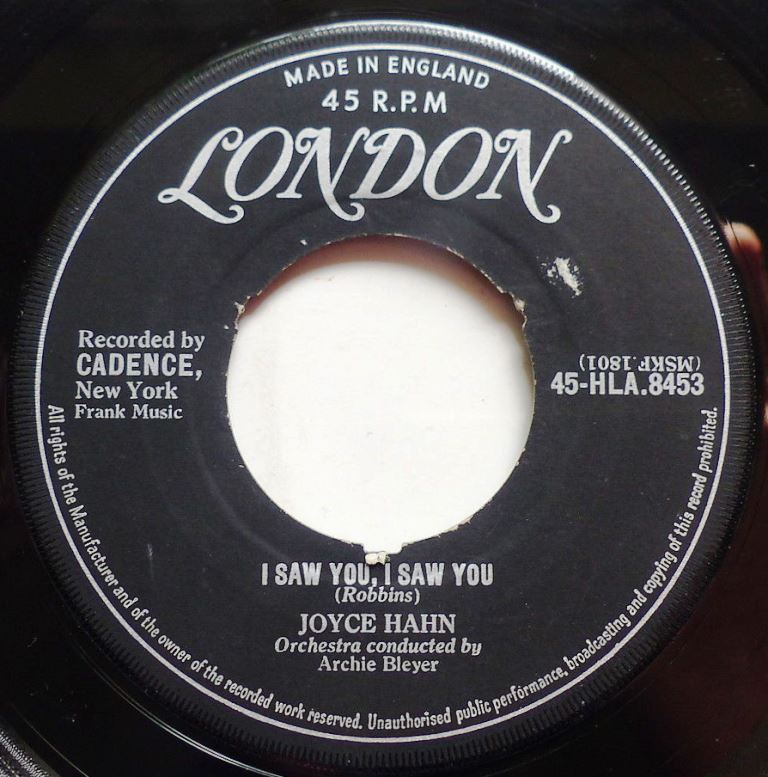 MADE IN ENGLAND
45 R.P.M
LONDON
Recorded by
CADENCE,
New York
Frank Music
(MSKF.1801)
45-HLA.8453
I SAW YOU, I SAW YOU
(Robbins)
JOYCE HAHN
Orchestra conducted by
Archie Bleyer
All rights of the Manufacturer and of the owner of the recorded work reserved. Unauthorised public performance, broadcasting and copying of this record prohibited.